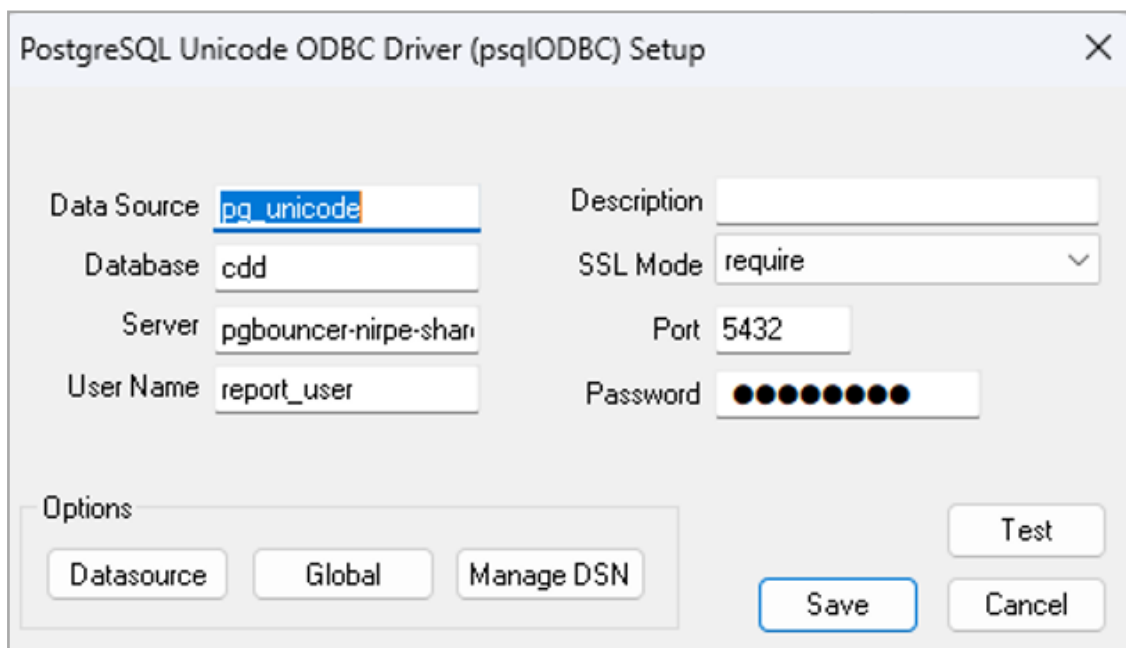 PostgreSQL Unicode ODBC Driver (psqlODBC) Setup
Data Source pg_unicode
Description
Database cdd
SSL Mode require
Server pgbouncer-nirpe-shar
Port 5432
User Name report_user
Password ●●●●●●●●
Options
Datasource Global Manage DSN
Test
Save Cancel